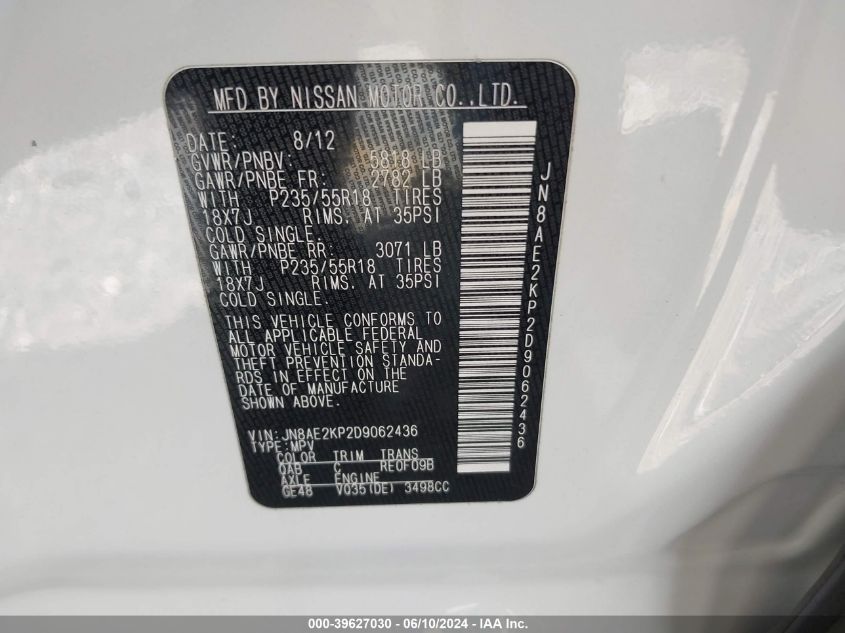 MFD BY NISSAN MOTOR CO.,LTD.
DATE: 8/12
GVWR/PNBV: 5818 LB
GAWR/PNBE FR: 2782 LB
WITH P235/55R18 TIRES
18X7J RIMS. AT 35PSI
COLD SINGLE.
GAWR/PNBE RR: 3071 LB
WITH P235/55R18 TIRES
18X7J RIMS. AT 35PSI
COLD SINGLE.
THIS VEHICLE CONFORMS TO
ALL APPLICABLE FEDERAL
MOTOR VEHICLE SAFETY AND
THEFT PREVENTION STANDA-
RDS IN EFFECT ON THE
DATE OF MANUFACTURE
SHOWN ABOVE.
VIN: JN8AE2KP2D9062436
TYPE: MPV
COLOR TRIM TRANS
QAB C RE0F09B
AXLE ENGINE
GE48 VQ35(DE) 3498CC
JN8AE2KP2D9062436
000-39627030 - 06/10/2024 - IAA Inc.